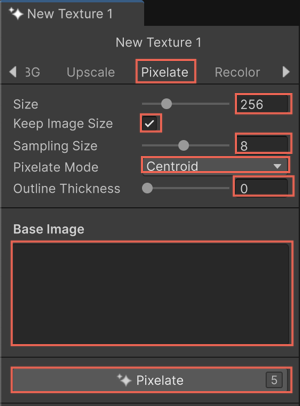 New Texture 1
New Texture 1
BG Upscale Pixelate Recolor
Size 256
Keep Image Size
Sampling Size 8
Pixelate Mode Centroid
Outline Thickness 0
Base Image
Pixelate 5